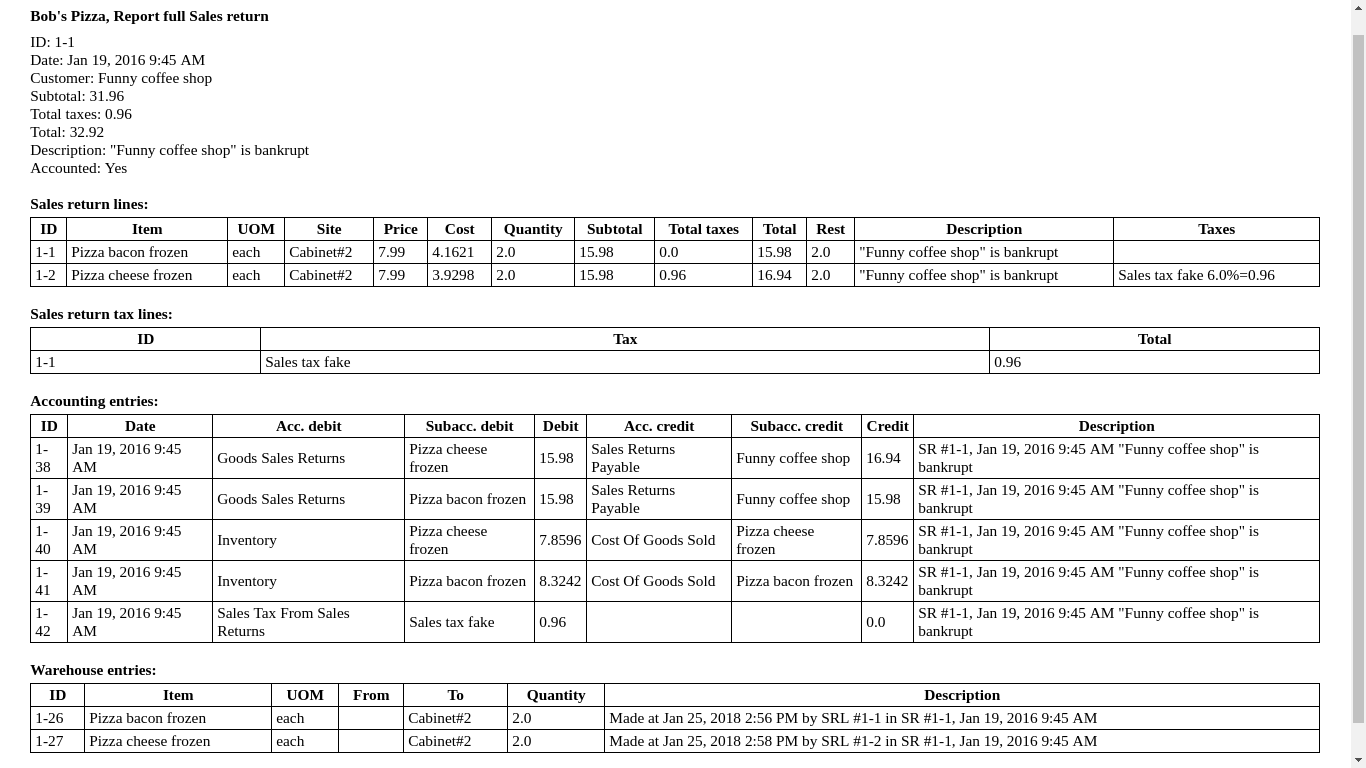 Bob's Pizza, Report full Sales return
ID: 1-1
Date: Jan 19, 2016 9:45 AM
Customer: Funny coffee shop
Subtotal: 31.96
Total taxes: 0.96
Total: 32.92
Description: "Funny coffee shop" is bankrupt
Accounted: Yes
Sales return lines:
ID Item UOM Site Price Cost Quantity Subtotal Total taxes Total Rest Description Taxes
1-1 Pizza bacon frozen each Cabinet#2 7.99 4.1621 2.0 15.98 0.0 15.98 2.0 "Funny coffee shop" is bankrupt
1-2 Pizza cheese frozen each Cabinet#2 7.99 3.9298 2.0 15.98 0.96 16.94 2.0 "Funny coffee shop" is bankrupt Sales tax fake 6.0%=0.96
Sales return tax lines:
ID Tax Total
1-1 Sales tax fake 0.96
Accounting entries:
ID Date Acc. debit Subacc. debit Debit Acc. credit Subacc. credit Credit Description
1- Jan 19, 2016 9:45 Goods Sales Returns Pizza cheese 15.98 Sales Returns Funny coffee shop 16.94 SR #1-1, Jan 19, 2016 9:45 AM "Funny coffee shop" is
38 AM frozen Payable bankrupt
1- Jan 19, 2016 9:45 Goods Sales Returns Pizza bacon frozen 15.98 Sales Returns Funny coffee shop 15.98 SR #1-1, Jan 19, 2016 9:45 AM "Funny coffee shop" is
39 AM Payable bankrupt
1- Jan 19, 2016 9:45 Inventory Pizza cheese 7.8596 Cost Of Goods Sold Pizza cheese 7.8596 SR #1-1, Jan 19, 2016 9:45 AM "Funny coffee shop" is
40 AM frozen frozen bankrupt
1- Jan 19, 2016 9:45 Inventory Pizza bacon frozen 8.3242 Cost Of Goods Sold Pizza bacon frozen 8.3242 SR #1-1, Jan 19, 2016 9:45 AM "Funny coffee shop" is
41 AM bankrupt
1- Jan 19, 2016 9:45 Sales Tax From Sales Sales tax fake 0.96 0.0 SR #1-1, Jan 19, 2016 9:45 AM "Funny coffee shop" is
42 AM Returns bankrupt
Warehouse entries:
ID Item UOM From To Quantity Description
1-26 Pizza bacon frozen each Cabinet#2 2.0 Made at Jan 25, 2018 2:56 PM by SRL #1-1 in SR #1-1, Jan 19, 2016 9:45 AM
1-27 Pizza cheese frozen each Cabinet#2 2.0 Made at Jan 25, 2018 2:58 PM by SRL #1-2 in SR #1-1, Jan 19, 2016 9:45 AM